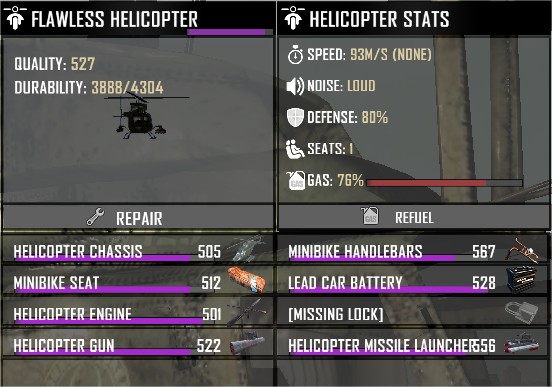 FLAWLESS HELICOPTER
QUALITY: 527
DURABILITY: 3888/4304
REPAIR
HELICOPTER STATS
SPEED: 93M/S (NONE)
NOISE: LOUD
DEFENSE: 80%
SEATS: 1
GAS: 76%
REFUEL
HELICOPTER CHASSIS 505
MINIBIKE SEAT 512
HELICOPTER ENGINE 501
HELICOPTER GUN 522
MINIBIKE HANDLEBARS 567
LEAD CAR BATTERY 528
(MISSING LOCK)
HELICOPTER MISSILE LAUNCHER 556